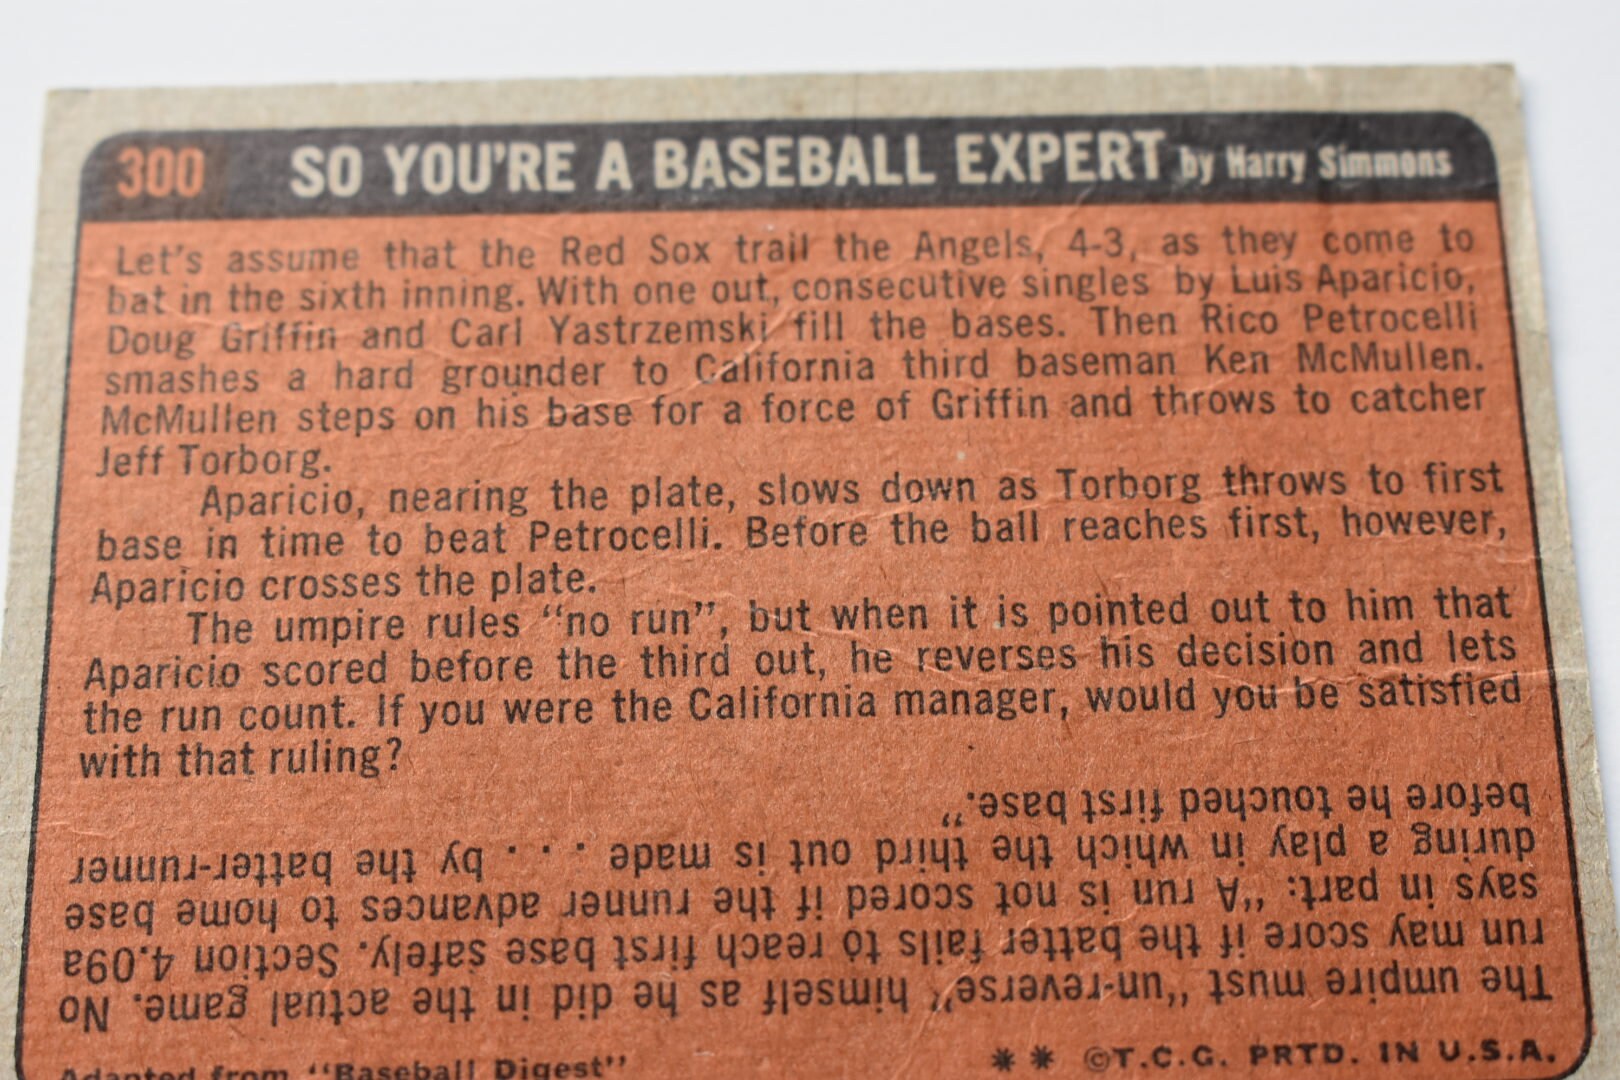 300 SO YOU'RE A BASEBALL EXPERT by Harry Simmons
Let's assume that the Red Sox trail the Angels, 4-3, as they come to
bat in the sixth inning. With one out, consecutive singles by Luis Aparicio,
Doug Griffin and Carl Yastrzemski fill the bases. Then Rico Petrocelli
smashes a hard grounder to California third baseman Ken McMullen.
McMullen steps on his base for a force of Griffin and throws to catcher
Jeff Torborg.
Aparicio, nearing the plate, slows down as Torborg throws to first
base in time to beat Petrocelli. Before the ball reaches first, however,
Aparicio crosses the plate.
The umpire rules "no run", but when it is pointed out to him that
Aparicio scored before the third out, he reverses his decision and lets
the run count. If you were the California manager, would you be satisfied
with that ruling?
The umpire must "un-reverse" himself as he did in the actual game. No
run may score if the batter fails to reach first base safely. Section 4.09a
says in part: "A run is not scored if the runner advances to home base
during a play in which the third out is made . . . by the batter-runner
before he touched first base."
Adapted from "Baseball Digest" ** ©T.C.G. PRTD. IN U.S.A.